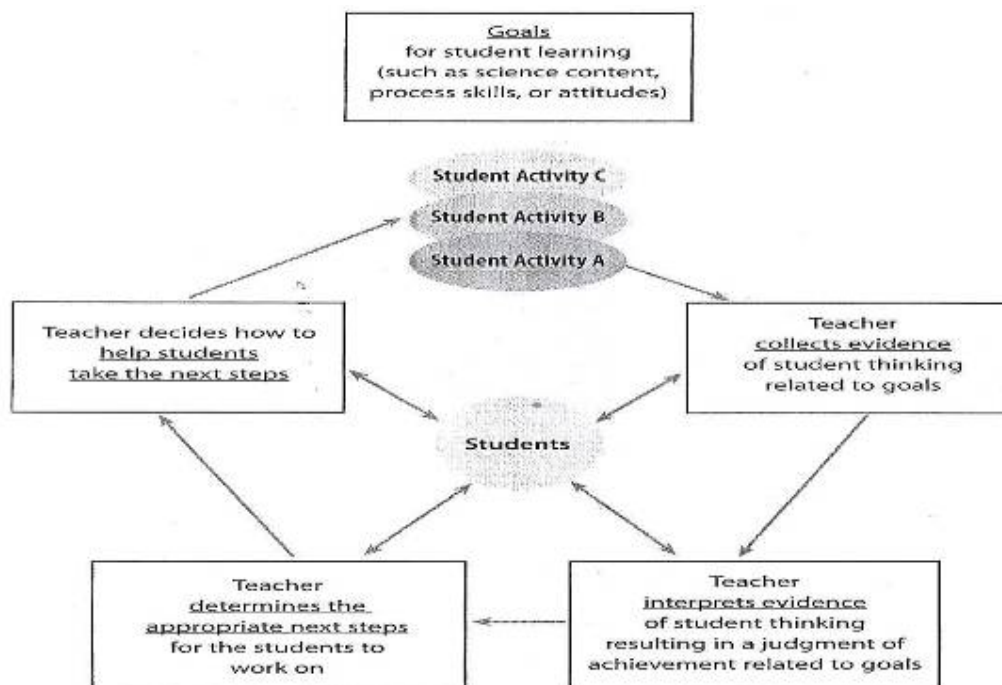 Goals
for student learning
(such as science content,
process skills, or attitudes)
Student Activity C
Student Activity B
Student Activity A
Teacher decides how to
help students
take the next steps
Teacher
collects evidence
of student thinking
related to goals
Students
Teacher
determines the
appropriate next steps
for the students to
work on
Teacher
interprets evidence
of student thinking
resulting in a judgment of
achievement related to goals